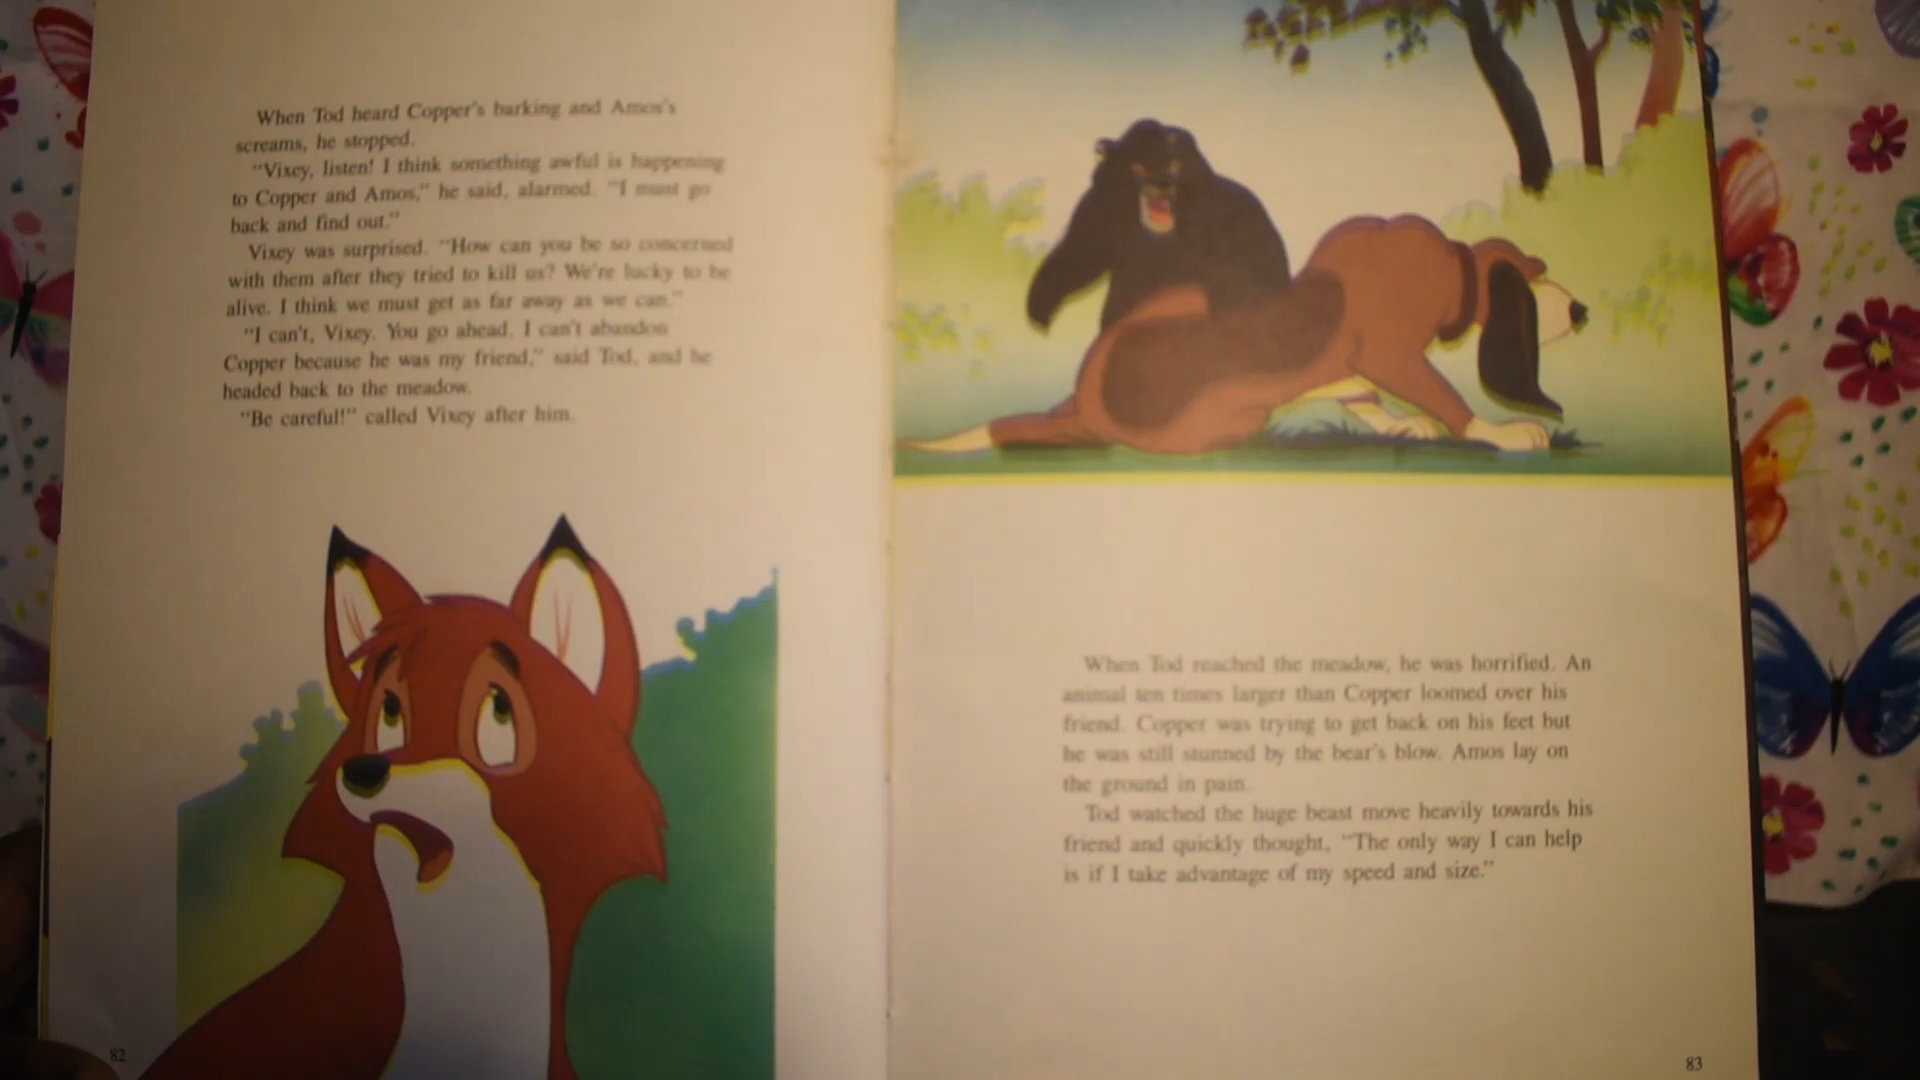 When Tod heard Copper's barking and Amos's
screams, he stopped.
"Vixey, listen! I think something awful is happening
to Copper and Amos," he said, alarmed. "I must go
back and find out."
Vixey was surprised. "How can you be so concerned
with them after they tried to kill us? We're lucky to be
alive. I think we must get as far away as we can."
"I can't, Vixey. You go ahead. I can't abandon
Copper because he was my friend," said Tod, and he
headed back to the meadow.
"Be careful!" called Vixey after him.
82
When Tod reached the meadow, he was horrified. An
animal ten times larger than Copper loomed over his
friend. Copper was trying to get back on his feet but
he was still stunned by the bear's blow. Amos lay on
the ground in pain.
Tod watched the huge beast move heavily towards his
friend and quickly thought, "The only way I can help
is if I take advantage of my speed and size."
83